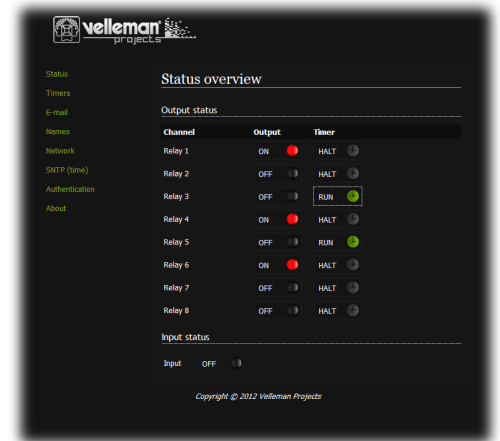 velleman
projects
Status
Timers
E-mail
Names
Network
SNTP (time)
Authentication
About
Status overview
Output status
Channel Output Timer
Relay 1 ON HALT
Relay 2 OFF HALT
Relay 3 OFF RUN
Relay 4 ON HALT
Relay 5 OFF RUN
Relay 6 ON HALT
Relay 7 OFF HALT
Relay 8 OFF HALT
Input status
Input OFF
Copyright © 2012 Velleman Projects